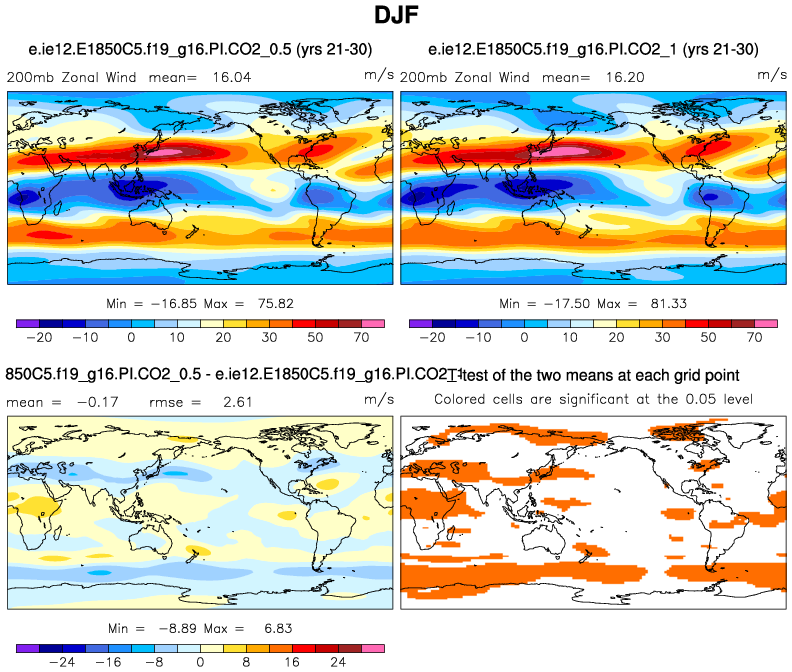 DJF
e.ie12.E1850C5.f19_g16.PI.CO2_0.5 (yrs 21-30)
e.ie12.E1850C5.f19_g16.PI.CO2_1 (yrs 21-30)
200mb Zonal Wind mean= 16.04 m/s
200mb Zonal Wind mean= 16.20 m/s
Min = -16.85 Max = 75.82
Min = -17.50 Max = 81.33
-20 -10 0 10 20 30 50 70
-20 -10 0 10 20 30 50 70
850C5.f19_g16.PI.CO2_0.5 - e.ie12.E1850C5.f19_g16.PI.CO2_1
T-test of the two means at each grid point
mean = -0.17 rmse = 2.61 m/s
Colored cells are significant at the 0.05 level
Min = -8.89 Max = 6.83
-24 -16 -8 0 8 16 24